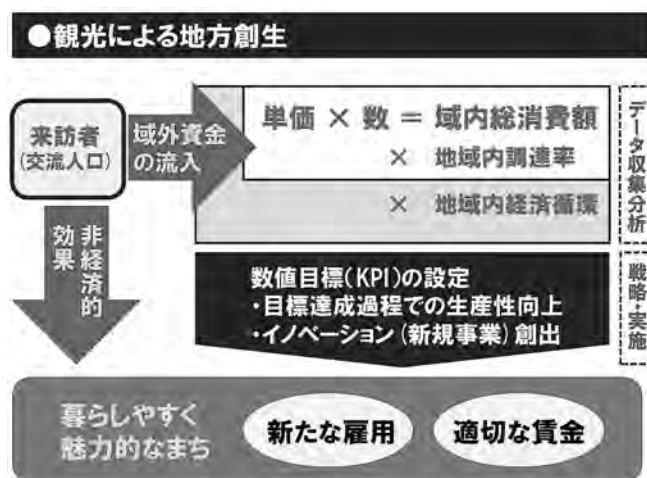 ●観光による地方創生
来訪者
(交流人口)
域外資金
の流入
単価 × 数 = 域内総消費額
× 地域内調達率
× 地域内経済循環
データ収集分析
非経済的
効果
数値目標(KPI)の設定
・目標達成過程での生産性向上
・イノベーション(新規事業)創出
戦略・実施
暮らしやすく
魅力的なまち
新たな雇用
適切な賃金